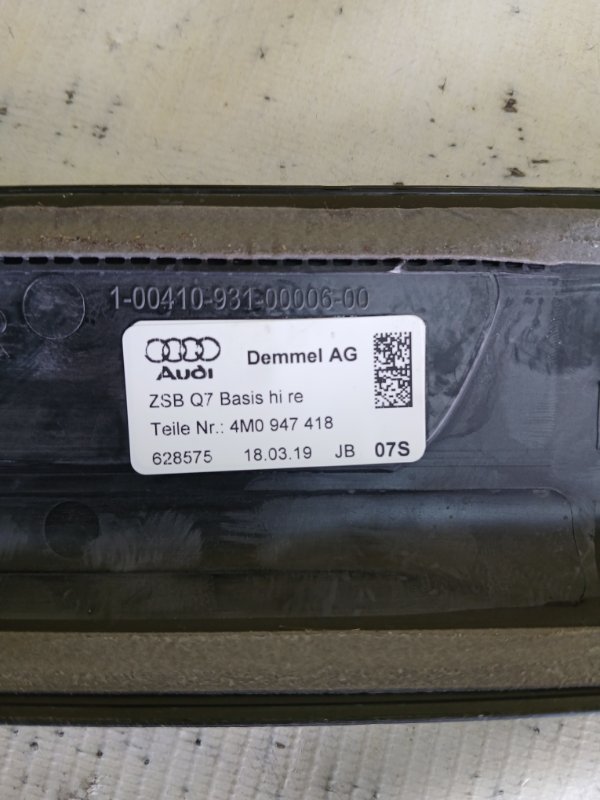 1-00410-931-00006-00
Demmel AG
Audi
ZSB Q7 Basis hi re
Teile Nr.: 4M0 947 418
628575 18.03.19 JB 07S